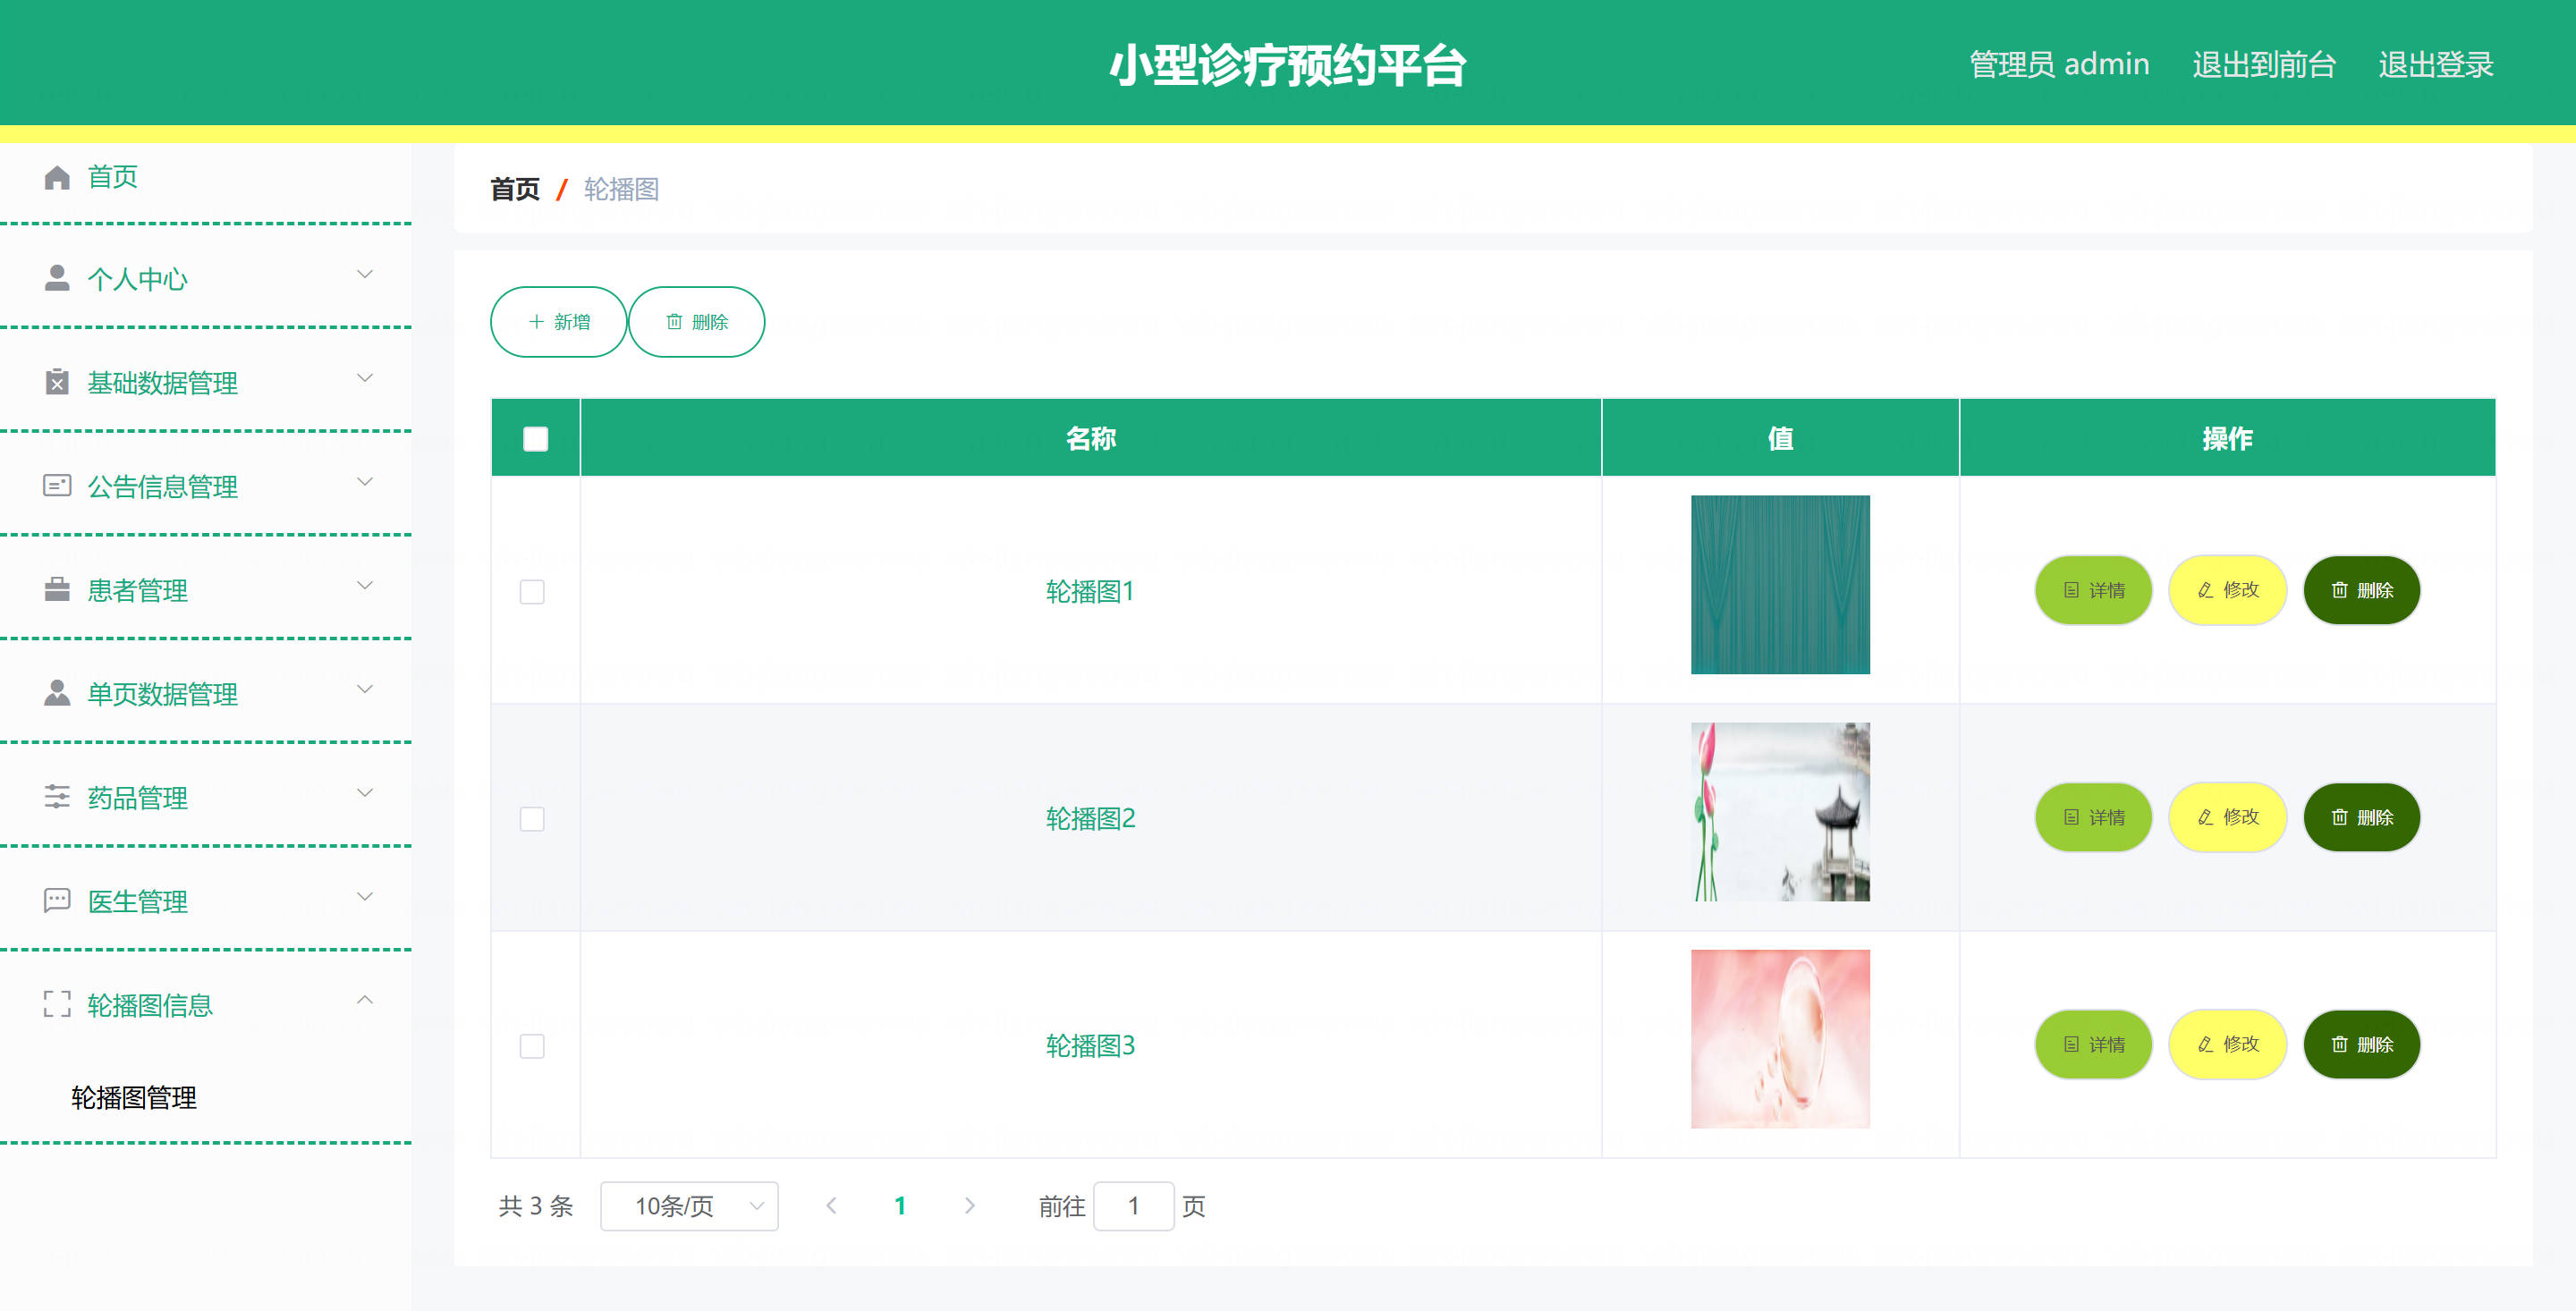 小型诊疗预约平台
管理员 admin 退出到前台 退出登录
首页
个人中心
基础数据管理
公告信息管理
患者管理
单页数据管理
药品管理
医生管理
轮播图信息
轮播图管理
首页 / 轮播图
新增 删除
名称 值 操作
轮播图1 详情 修改 删除
轮播图2 详情 修改 删除
轮播图3 详情 修改 删除
共 3 条 10条/页 1 前往 1 页